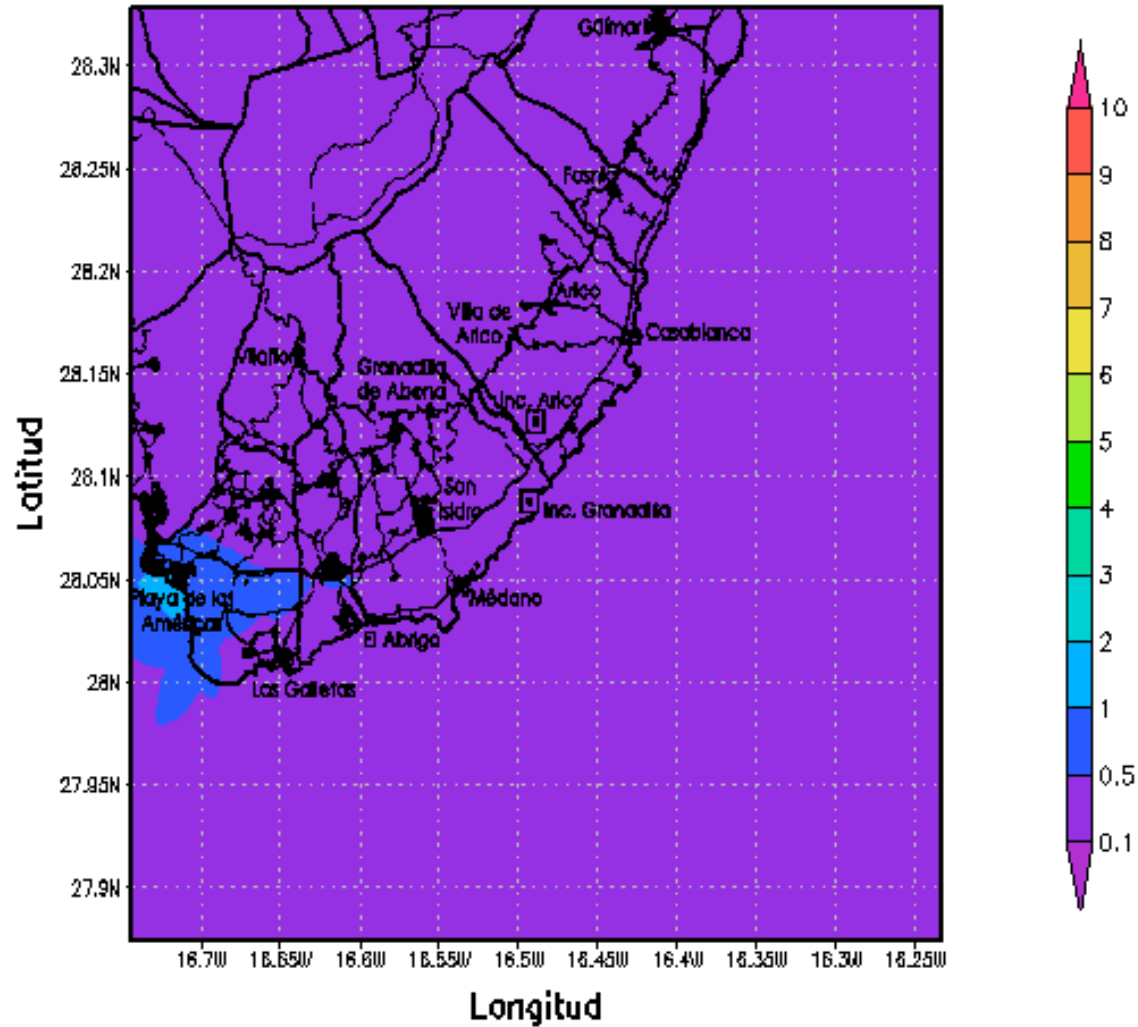 Güímar
28.3N
28.25N
Fasnia
28.2N
Arico
Villa de
Arico
Casablanca
Vilaflor
28.15N
Granadilla
de Abona
Inc. Arico
28.1N
San
Isidro
Inc. Granadilla
28.05N
Playa de las
Américas
Médano
Abrigo
28N
Las Galletas
27.95N
27.9N
16.7W 16.65W 16.6W 16.55W 16.5W 16.45W 16.4W 16.35W 16.3W 16.25W
Longitud
Latitud
10
9
8
7
6
5
4
3
2
1
0.5
0.1